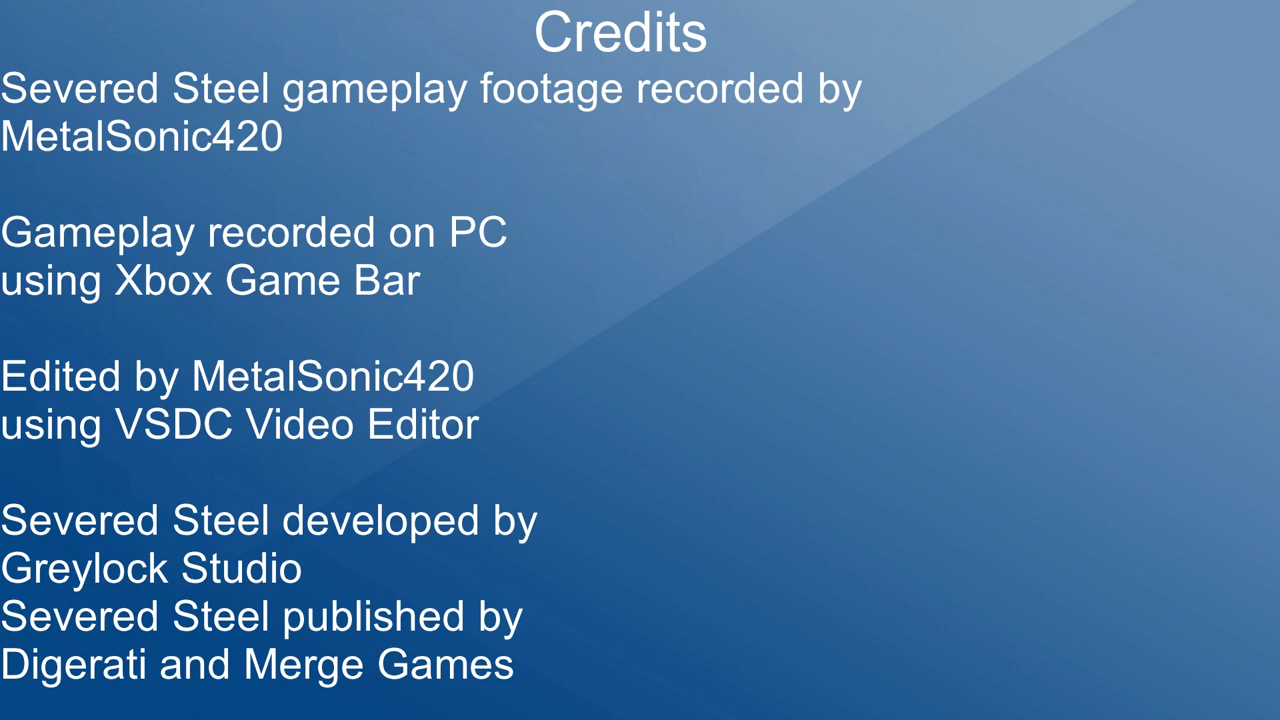 Credits
Severed Steel gameplay footage recorded by
MetalSonic420
Gameplay recorded on PC
using Xbox Game Bar
Edited by MetalSonic420
using VSDC Video Editor
Severed Steel developed by
Greylock Studio
Severed Steel published by
Digerati and Merge Games